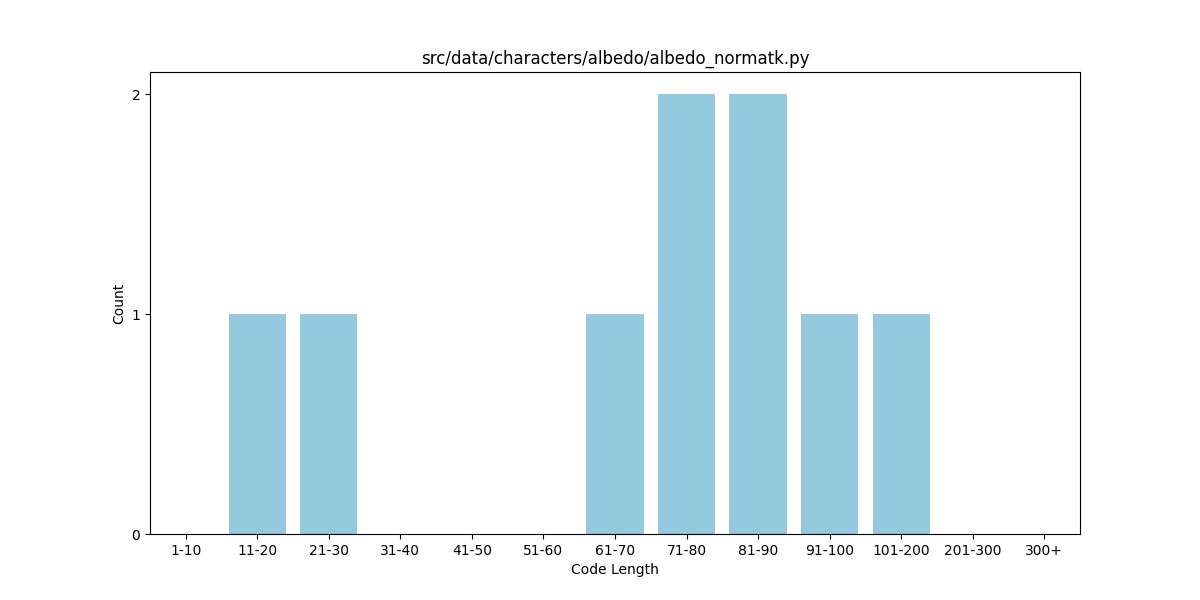 src/data/characters/albedo/albedo_normatk.py
2
1
0
Count
1-10 11-20 21-30 31-40 41-50 51-60 61-70 71-80 81-90 91-100 101-200 201-300 300+
Code Length